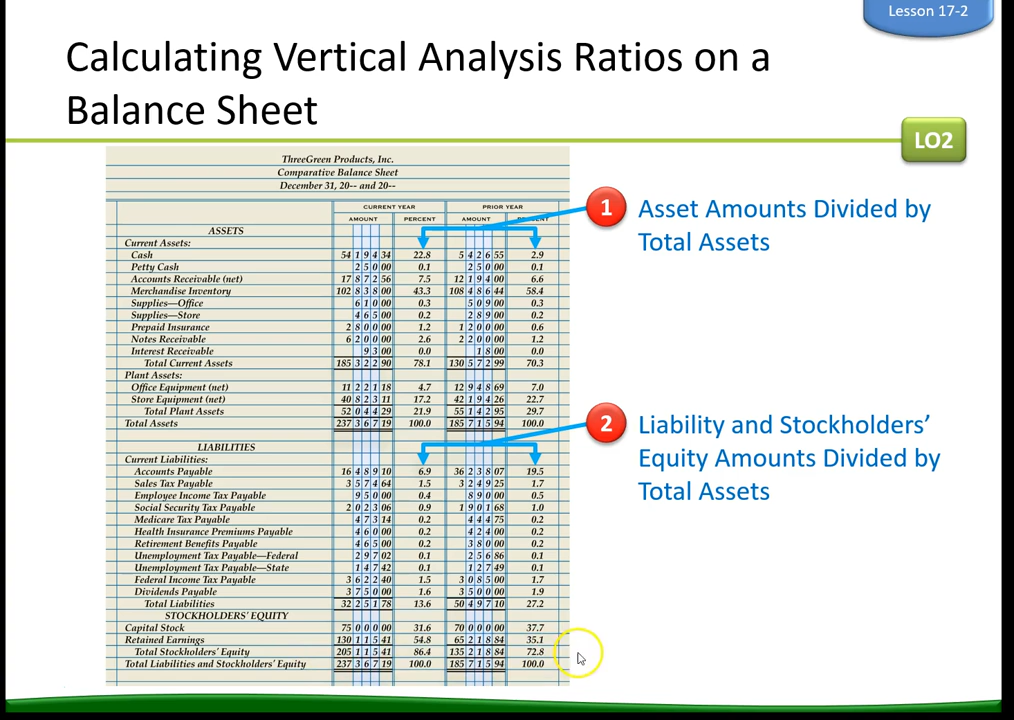 Lesson 17-2
Calculating Vertical Analysis Ratios on a
Balance Sheet
LO2
ThreeGreen Products, Inc.
Comparative Balance Sheet
December 31, 20-- and 20--
CURRENT YEAR PRIOR YEAR
AMOUNT PERCENT AMOUNT PERCENT
ASSETS
Current Assets:
Cash 54 1 9 4 34 22.8 5 4 2 6 55 2.9
Petty Cash 2 5 0 00 0.1 2 5 0 00 0.1
Accounts Receivable (net) 17 8 7 2 56 7.5 12 1 9 4 00 6.6
Merchandise Inventory 102 8 3 8 00 43.3 108 4 8 6 44 58.4
Supplies—Office 6 1 0 00 0.3 5 0 9 00 0.3
Supplies—Store 4 6 5 00 0.2 2 8 9 00 0.2
Prepaid Insurance 2 8 0 0 00 1.2 1 2 0 0 00 0.6
Notes Receivable 6 2 0 0 00 2.6 2 2 0 0 00 1.2
Interest Receivable 9 3 00 0.0 1 8 00 0.0
Total Current Assets 185 3 2 2 90 78.1 130 5 7 2 99 70.3
Plant Assets:
Office Equipment (net) 11 2 2 1 18 4.7 12 9 4 8 69 7.0
Store Equipment (net) 40 8 2 3 11 17.2 42 1 9 4 26 22.7
Total Plant Assets 52 0 4 4 29 21.9 55 1 4 2 95 29.7
Total Assets 237 3 6 7 19 100.0 185 7 1 5 94 100.0
LIABILITIES
Current Liabilities:
Accounts Payable 16 4 8 9 10 6.9 36 2 3 8 07 19.5
Sales Tax Payable 3 5 7 4 64 1.5 3 2 4 9 25 1.7
Employee Income Tax Payable 9 5 0 00 0.4 8 9 0 00 0.5
Social Security Tax Payable 2 0 2 3 06 0.9 1 9 0 1 68 1.0
Medicare Tax Payable 4 7 3 14 0.2 4 4 4 75 0.2
Health Insurance Premiums Payable 4 6 0 00 0.2 4 2 4 00 0.2
Retirement Benefits Payable 4 6 5 00 0.2 3 8 0 00 0.2
Unemployment Tax Payable—Federal 2 9 7 02 0.1 2 5 6 86 0.1
Unemployment Tax Payable—State 1 4 7 42 0.1 1 2 7 49 0.1
Federal Income Tax Payable 3 6 2 2 40 1.5 3 0 8 5 00 1.7
Dividends Payable 3 7 5 0 00 1.6 3 5 0 0 00 1.9
Total Liabilities 32 2 5 1 78 13.6 50 4 9 7 10 27.2
STOCKHOLDERS' EQUITY
Capital Stock 75 0 0 0 00 31.6 70 0 0 0 00 37.7
Retained Earnings 130 1 1 5 41 54.8 65 2 1 8 84 35.1
Total Stockholders' Equity 205 1 1 5 41 86.4 135 2 1 8 84 72.8
Total Liabilities and Stockholders' Equity 237 3 6 7 19 100.0 185 7 1 5 94 100.0
1 Asset Amounts Divided by
Total Assets
2 Liability and Stockholders’
Equity Amounts Divided by
Total Assets